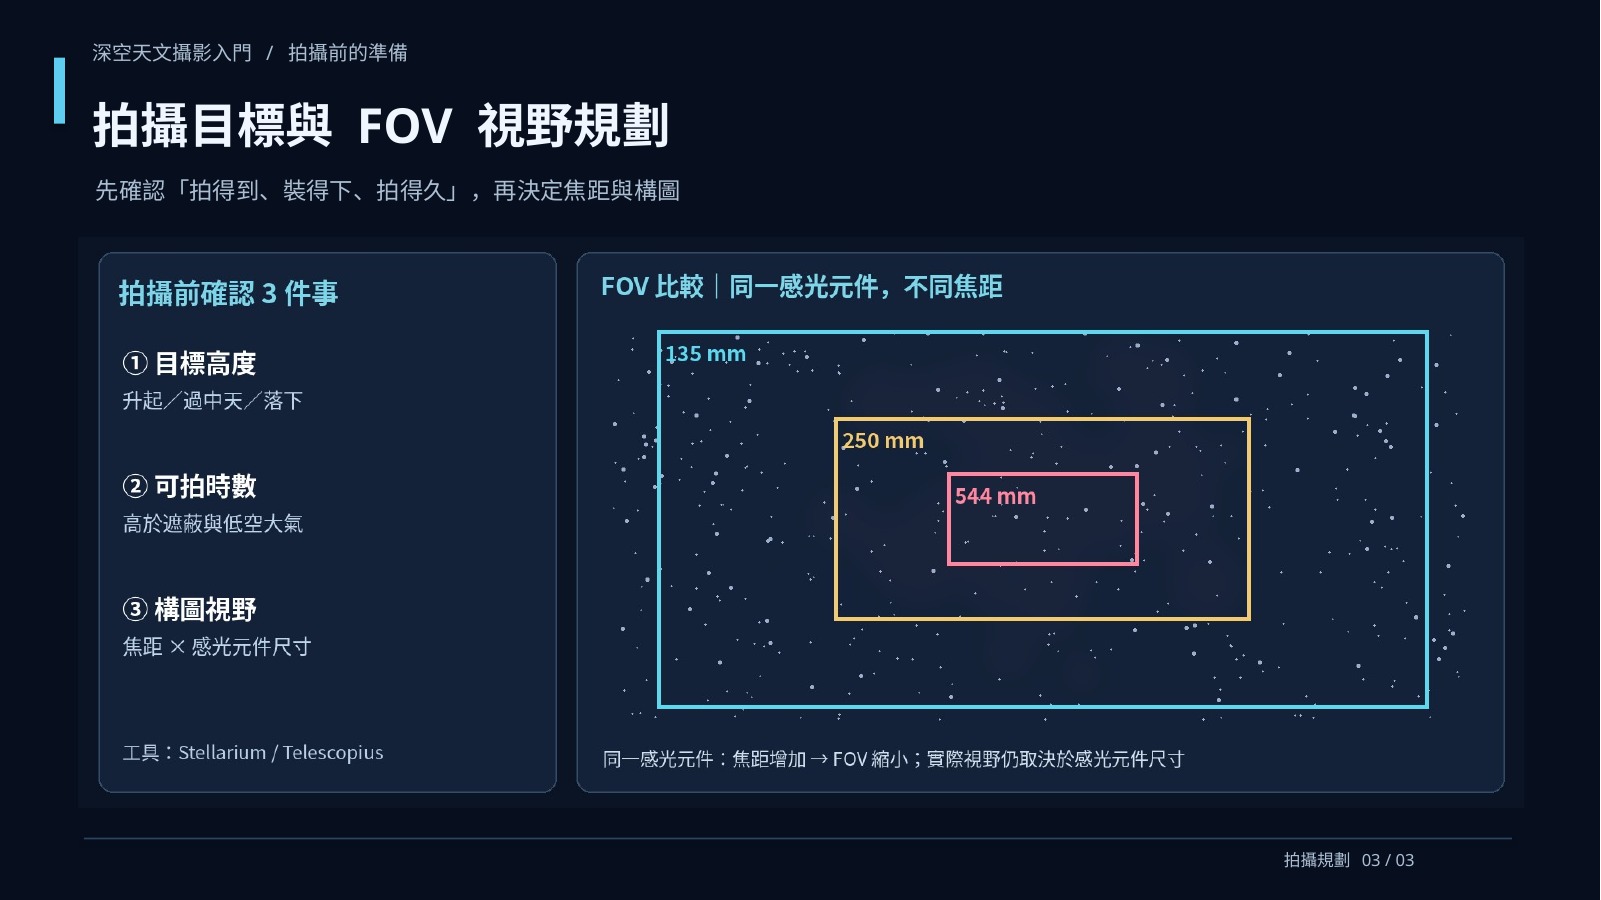 深空天文攝影入門 / 拍攝前的準備
拍攝目標與 FOV 視野規劃
先確認「拍得到、裝得下、拍得久」，再決定焦距與構圖
拍攝前確認 3 件事
① 目標高度
升起／過中天／落下
② 可拍時數
高於遮蔽與低空大氣
③ 構圖視野
焦距 × 感光元件尺寸
工具：Stellarium / Telescopius
FOV 比較｜同一感光元件，不同焦距
135 mm
250 mm
544 mm
同一感光元件：焦距增加 → FOV 縮小；實際視野仍取決於感光元件尺寸
拍攝規劃 03 / 03